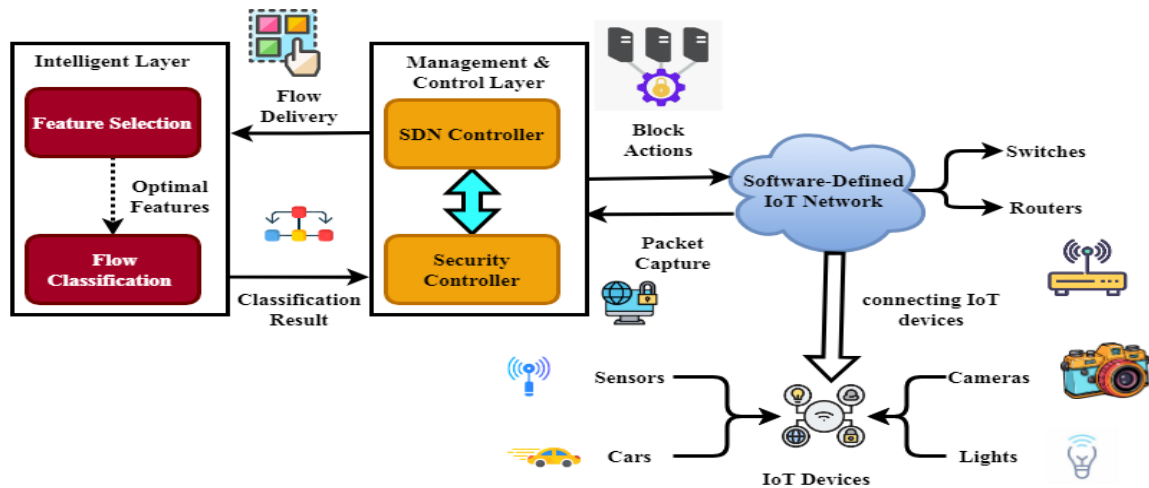 Intelligent Layer
Feature Selection
Optimal
Features
Flow
Classification
Flow
Delivery
Classification
Result
Management &
Control Layer
SDN Controller
Security
Controller
Block
Actions
Packet
Capture
Software-Defined
IoT Network
Switches
Routers
connecting IoT
devices
Sensors
Cars
Cameras
Lights
IoT Devices